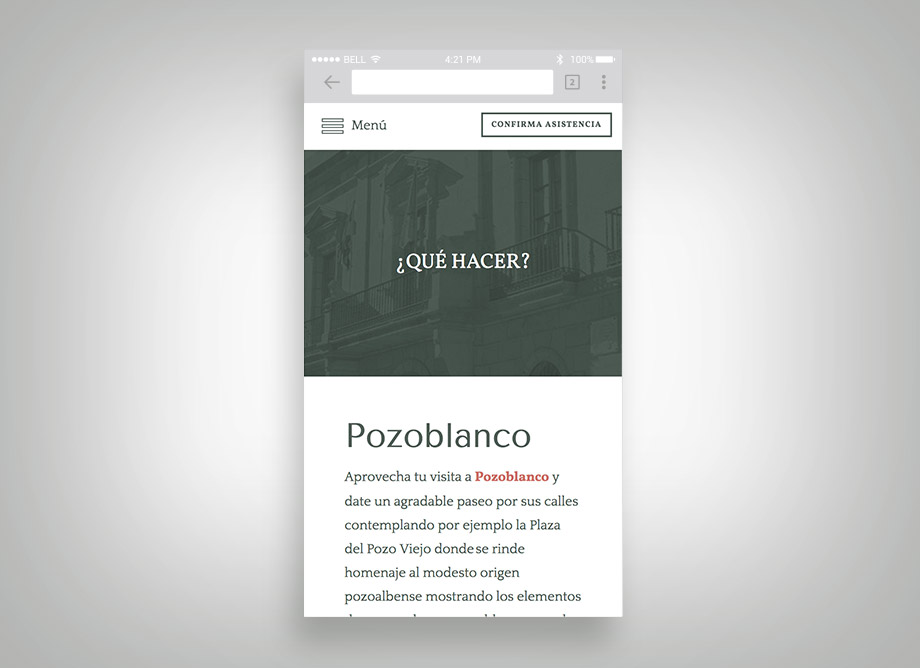 BELL 4:21 PM 100%
2
Menú CONFIRMA ASISTENCIA
¿QUÉ HACER?
Pozoblanco
Aprovecha tu visita a Pozoblanco y
date un agradable paseo por sus calles
contemplando por ejemplo la Plaza
del Pozo Viejo donde se rinde
homenaje al modesto origen
pozoalbense mostrando los elementos